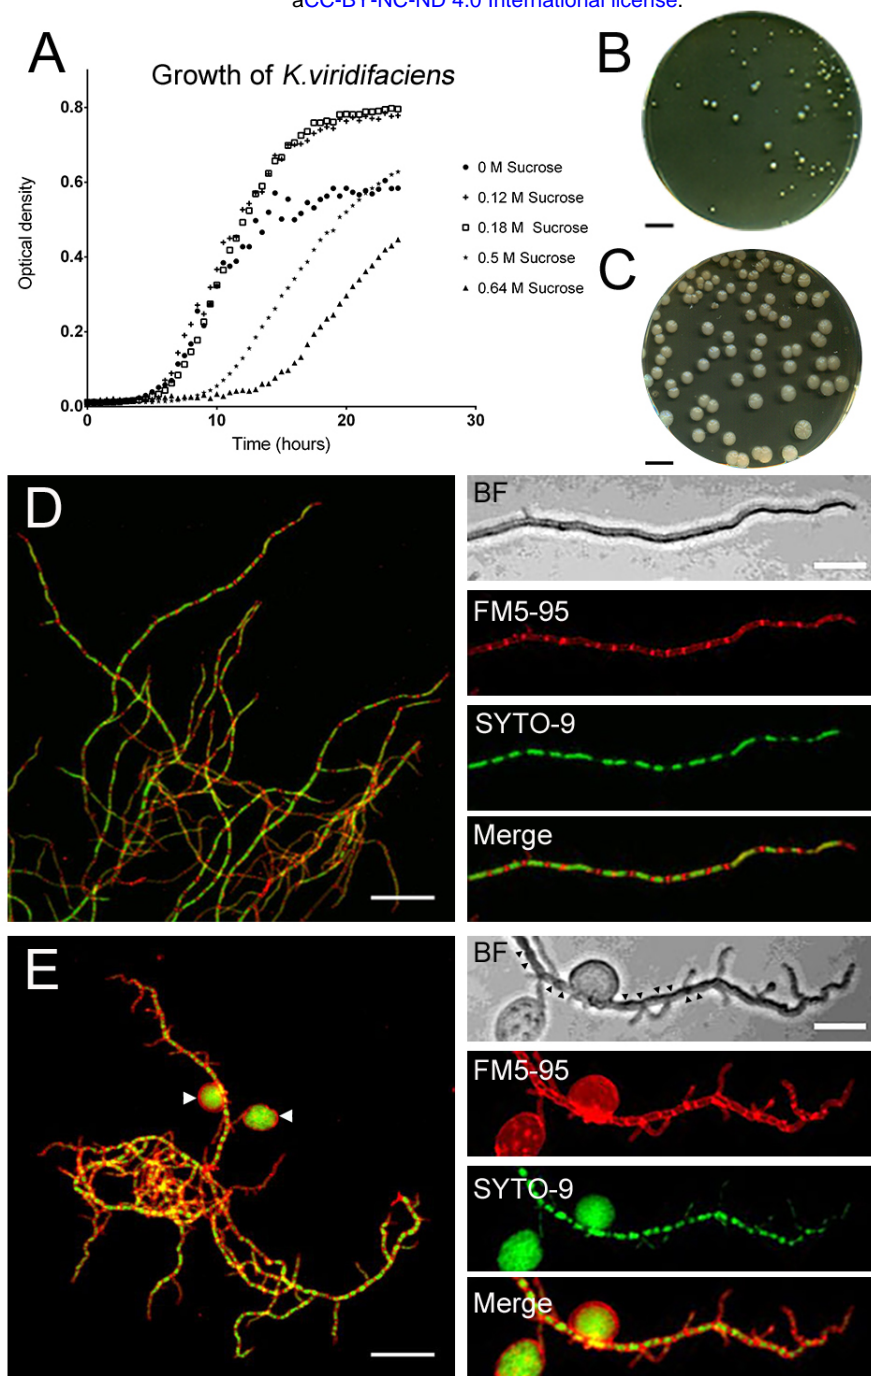 aCC-BY-NC-ND 4.0 International license.
A
Growth of K.viridifaciens
0.8
0.6
0.4
0.2
0.0
Optical density
0
10
20
30
Time (hours)
0 M Sucrose
0.12 M Sucrose
0.18 M Sucrose
0.5 M Sucrose
0.64 M Sucrose
B
C
D
BF
FM5-95
SYTO-9
Merge
E
BF
FM5-95
SYTO-9
Merge